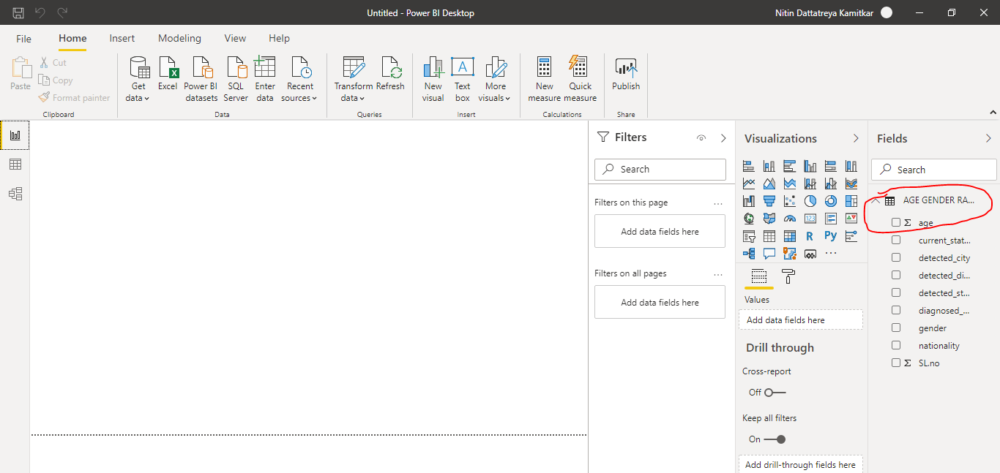 Untitled - Power BI Desktop
Nitin Dattatreya Kamitkar
File Home Insert Modeling View Help
Paste
Cut
Copy
Format painter
Clipboard
Get data
Excel
Power BI datasets
SQL Server
Enter data
Recent sources
Data
Transform data
Refresh
Queries
New visual
Text box
More visuals
Insert
New measure
Quick measure
Calculations
Publish
Share
Filters
Search
Filters on this page
...
Add data fields here
Filters on all pages
...
Add data fields here
Visualizations
123
R
Py
...
Values
Add data fields here
Drill through
Cross-report
Off
Keep all filters
On
Add drill-through fields here
Fields
Search
AGE GENDER RA...
Σ age
current_stat...
detected_city
detected_di...
detected_st...
diagnosed_...
gender
nationality
Σ SL.no